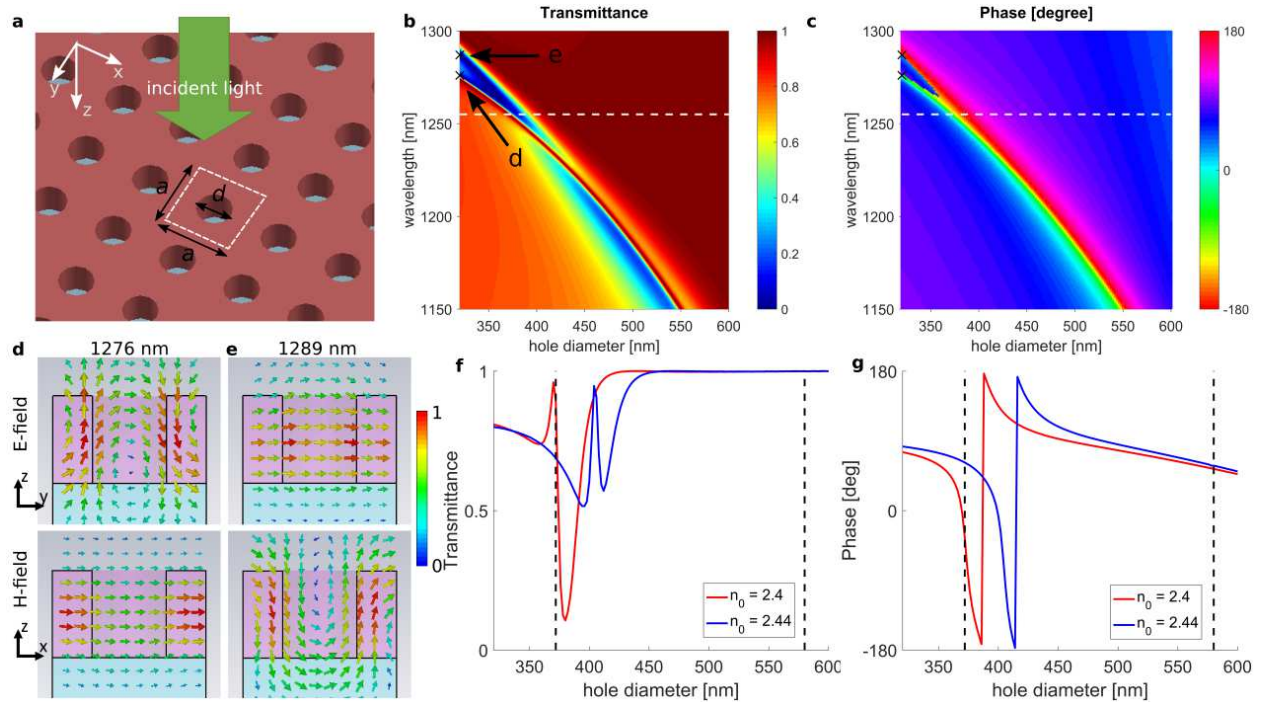 a
x
y
z
incident light
a
d
a
b
Transmittance
wavelength [nm]
1300
1250
1200
1150
e
d
350 400 450 500 550 600
hole diameter [nm]
1
0.8
0.6
0.4
0.2
0
c
Phase [degree]
wavelength [nm]
1300
1250
1200
1150
350 400 450 500 550 600
hole diameter [nm]
180
90
0
-90
-180
d
1276 nm
e
1289 nm
E-field
z
y
H-field
z
x
1
0
f
Transmittance
1
0.5
0
350 400 450 500 550 600
hole diameter [nm]
n0 = 2.4
n0 = 2.44
g
Phase [deg]
180
0
-180
350 400 450 500 550 600
hole diameter [nm]
n0 = 2.4
n0 = 2.44